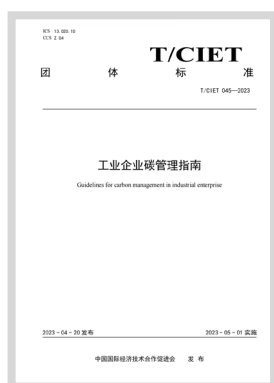 ICS 13.020.10
CCS Z 04
T/CIET
团体标准
T/CIET 045—2023
工业企业碳管理指南
Guidelines for carbon management in industrial enterprise
2023-04-20 发布
2023-05-01 实施
中国国际经济技术合作促进会 发布